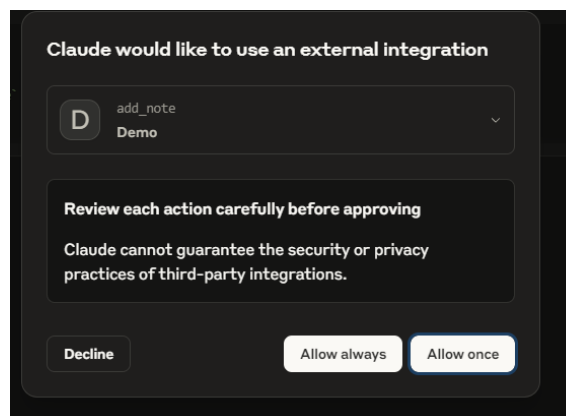 Claude would like to use an external integration
D
add_note
Demo
Review each action carefully before approving
Claude cannot guarantee the security or privacy
practices of third-party integrations.
Decline
Allow always
Allow once